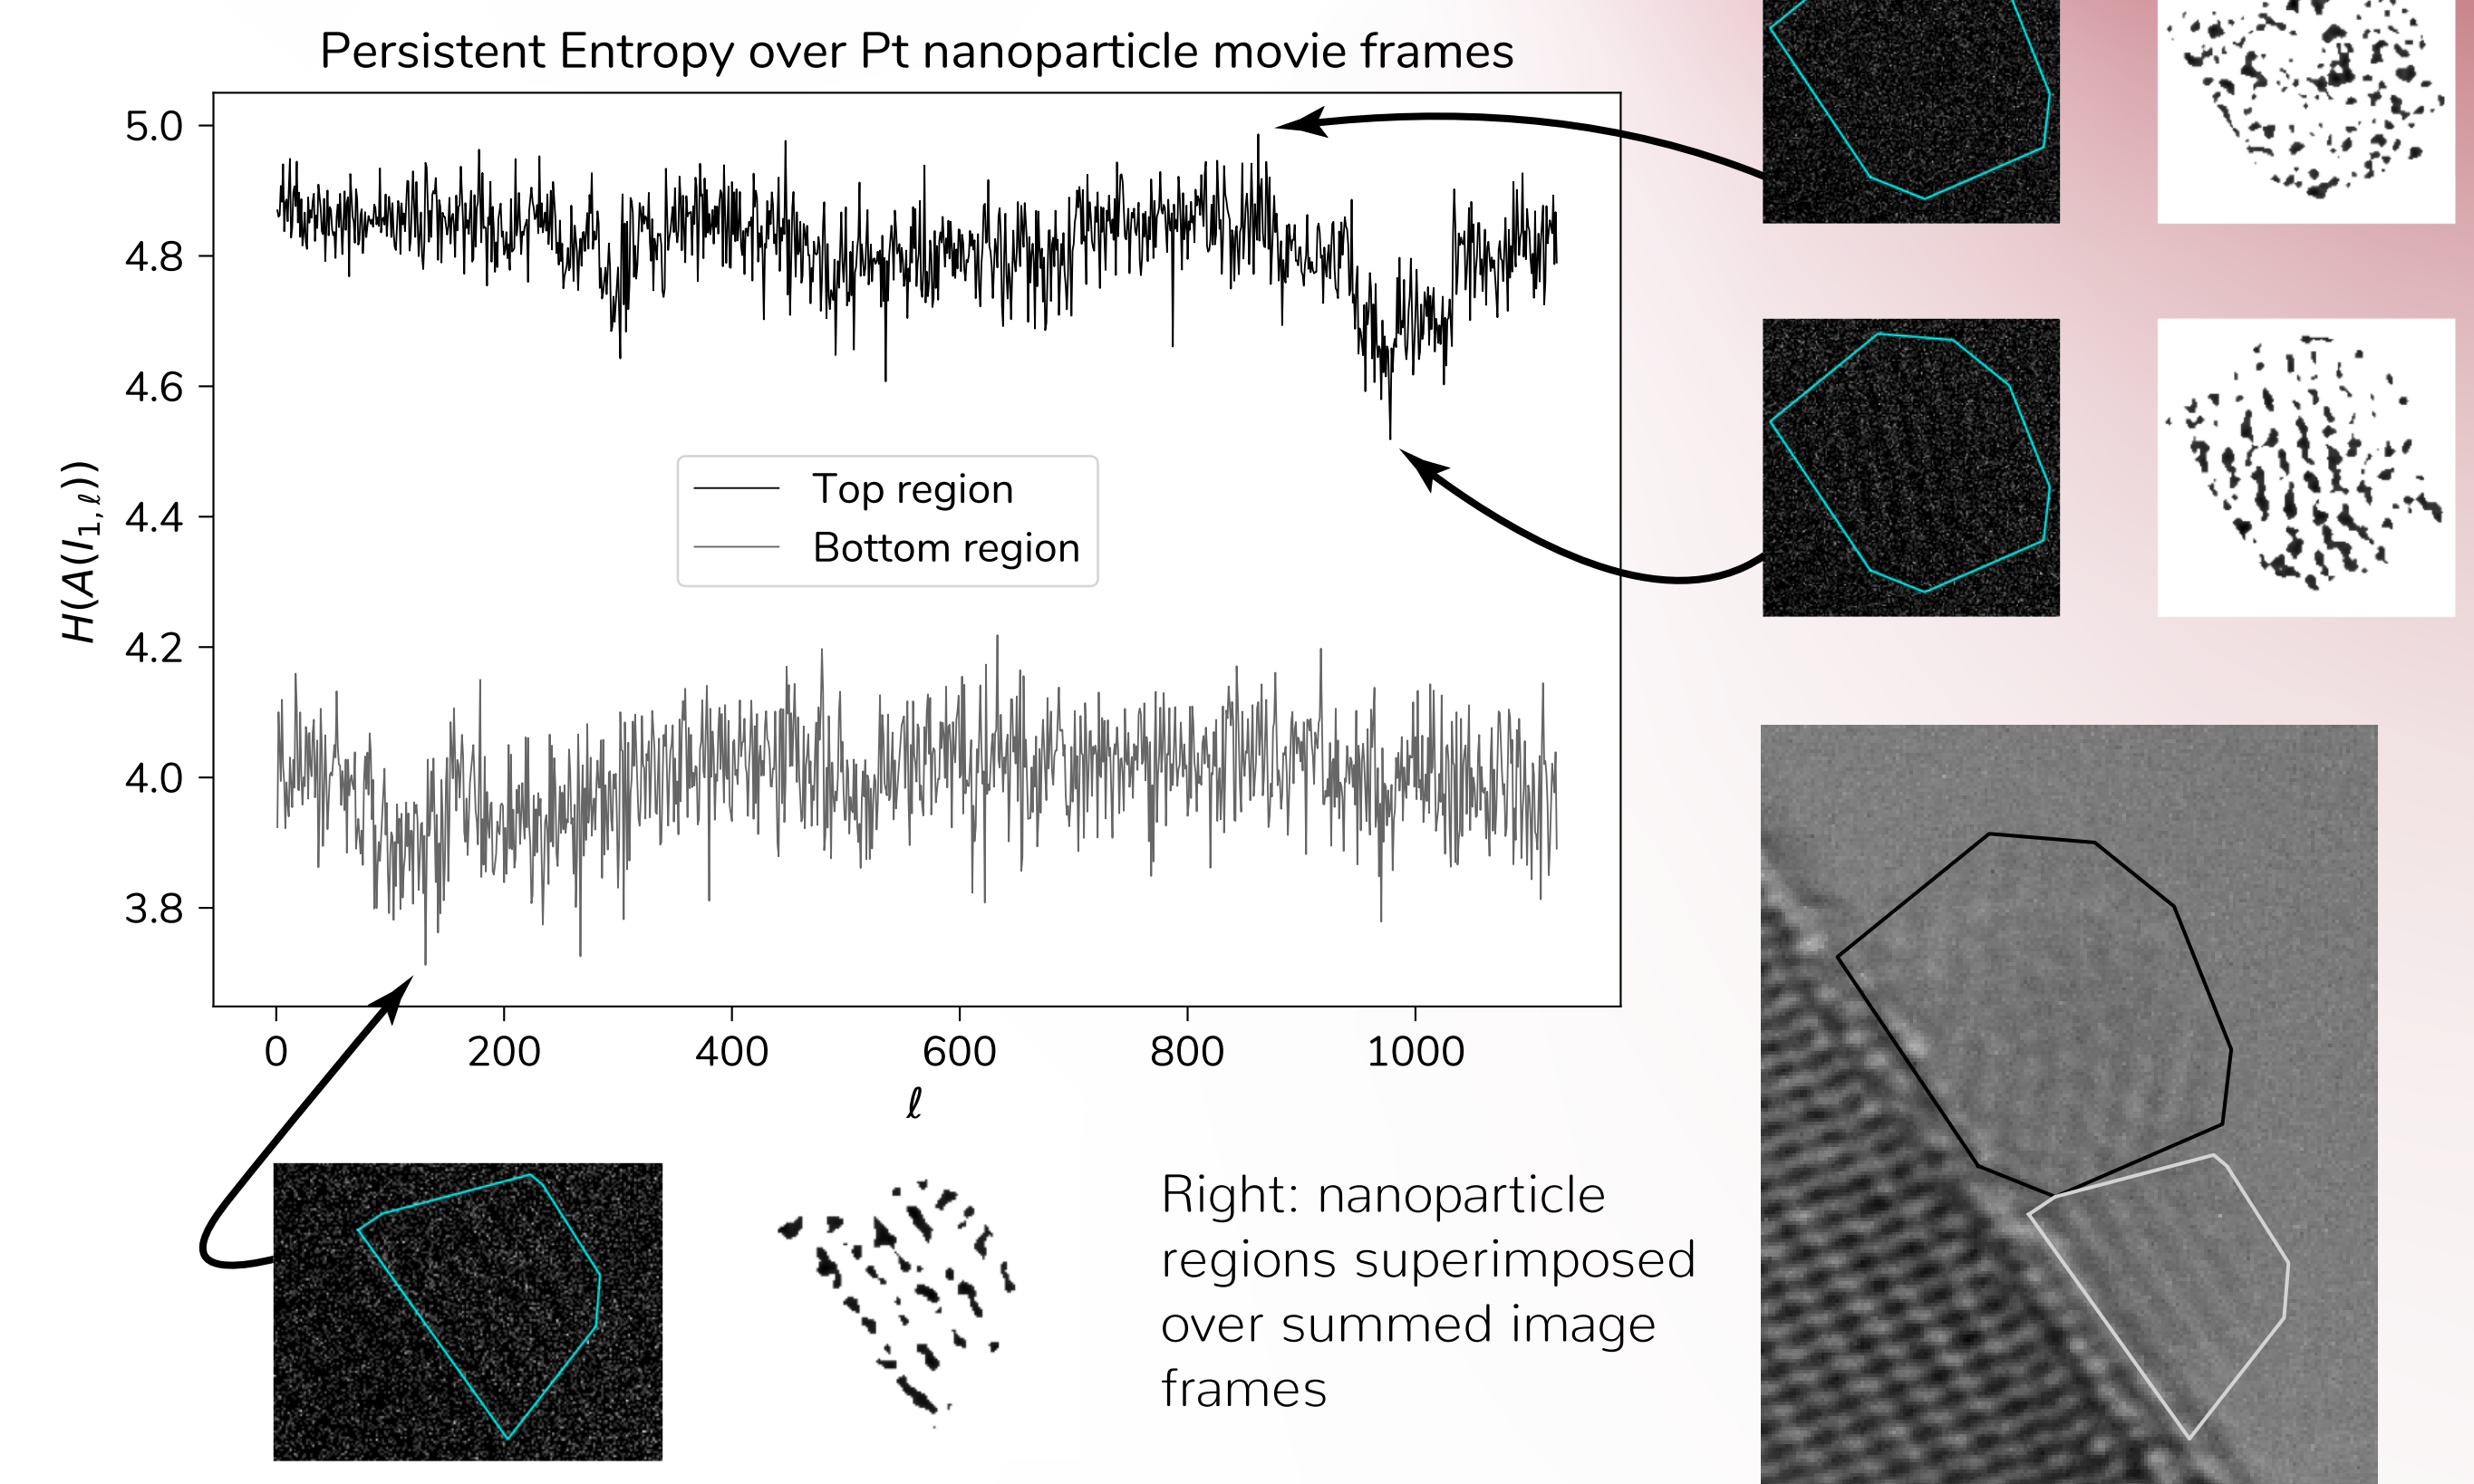 Persistent Entropy over Pt nanoparticle movie frames
5.0
4.8
4.6
4.4
4.2
4.0
3.8
H(A(I₁,ℓ))
Top region
Bottom region
0 200 400 600 800 1000
ℓ
Right: nanoparticle
regions superimposed
over summed image
frames